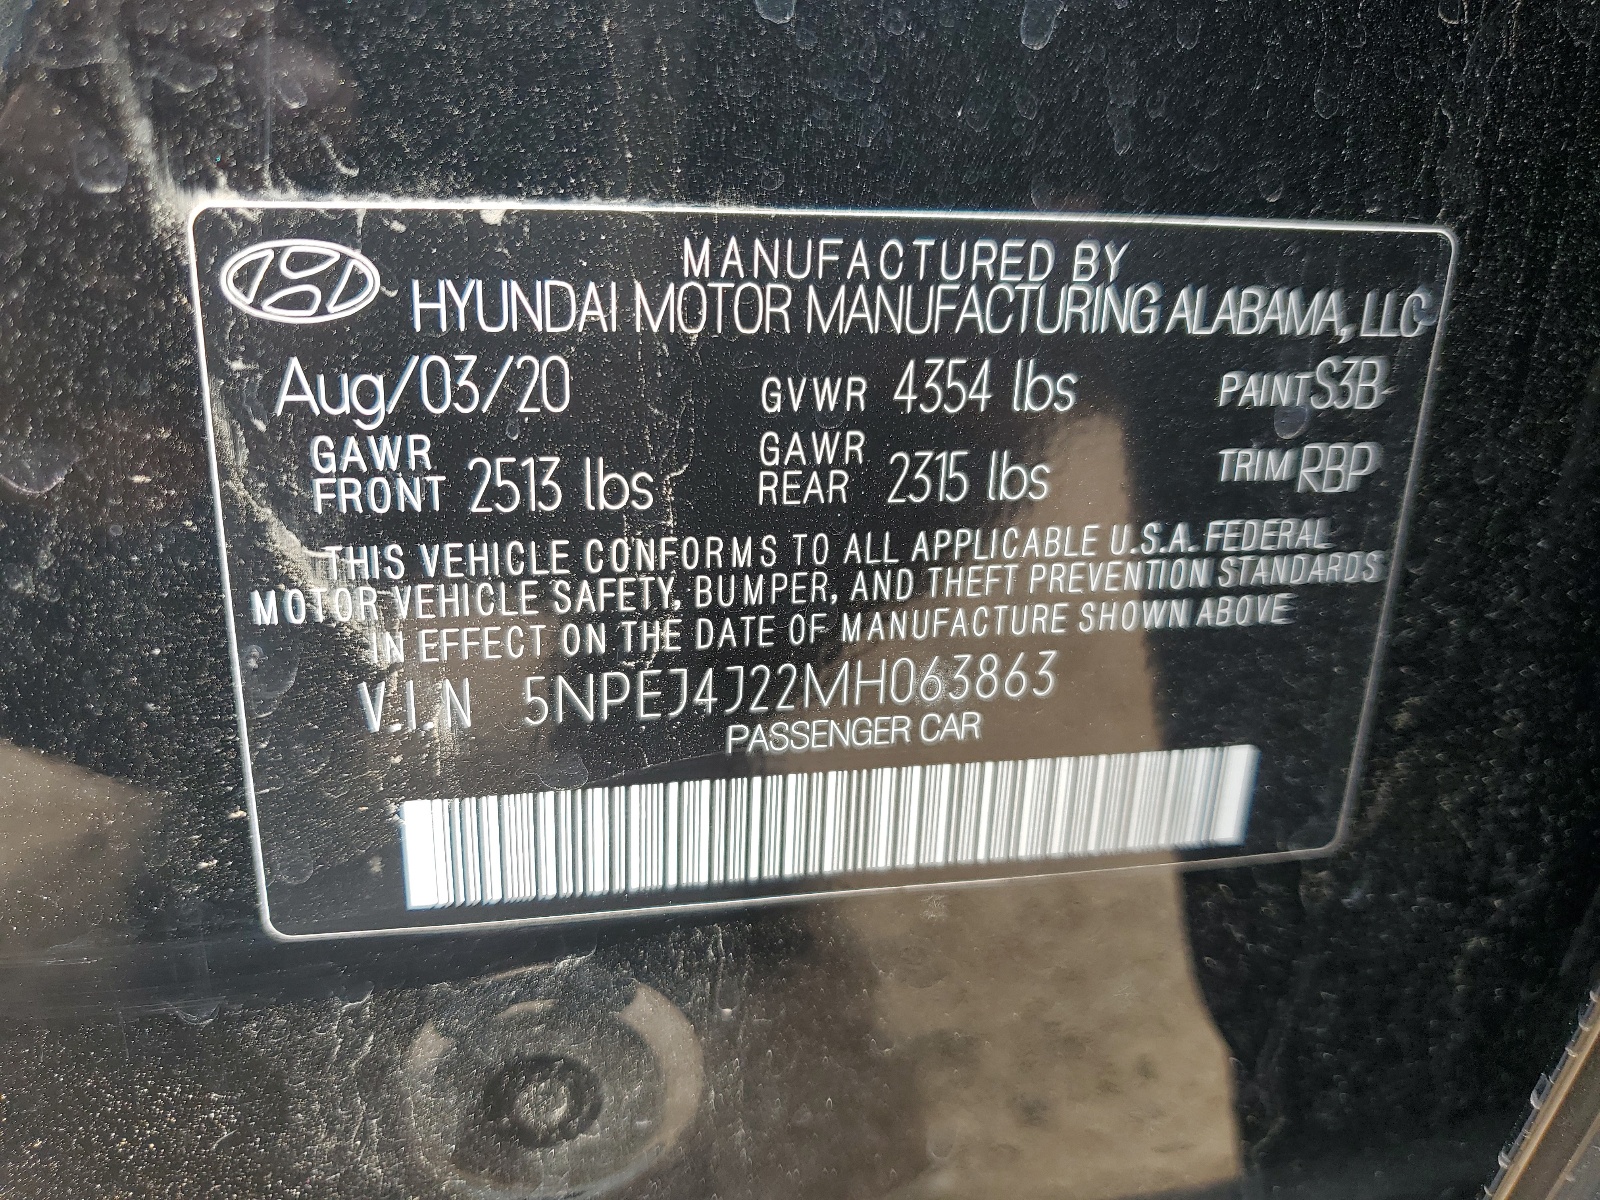 MANUFACTURED BY
HYUNDAI MOTOR MANUFACTURING ALABAMA, LLC
Aug/03/20 GVWR 4354 lbs PAINT S3B
GAWR FRONT 2513 lbs GAWR REAR 2315 lbs TRIM RBP
THIS VEHICLE CONFORMS TO ALL APPLICABLE U.S.A. FEDERAL
MOTOR VEHICLE SAFETY, BUMPER, AND THEFT PREVENTION STANDARDS
IN EFFECT ON THE DATE OF MANUFACTURE SHOWN ABOVE
V.I.N 5NPEJ4J22MH063863
PASSENGER CAR